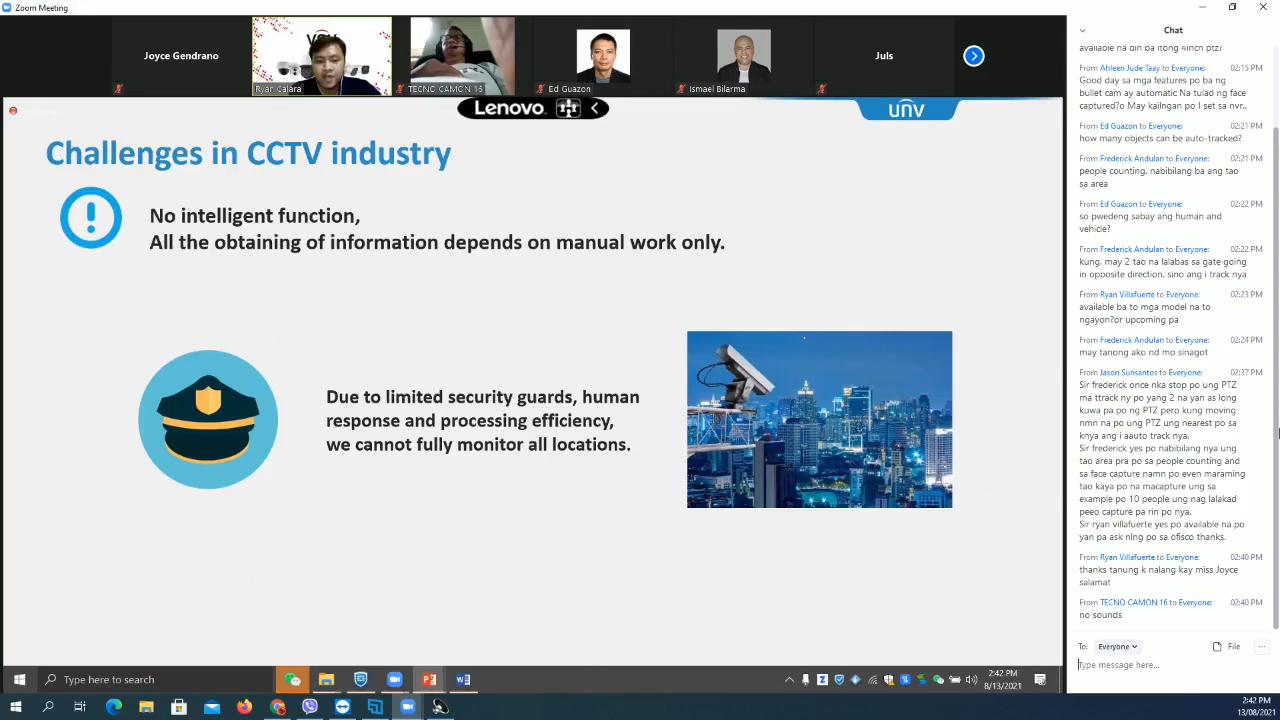 Zoom Meeting
Joyce Gendrano
Ryan Calara
TECNO CAMON 16
Ed Guazon
Ismael Bilarma
Juls
Lenovo
unv
Challenges in CCTV industry
No intelligent function,
All the obtaining of information depends on manual work only.
Due to limited security guards, human
response and processing efficiency,
we cannot fully monitor all locations.
Type here to search
2:42 PM
8/13/2021
Chat
available na din ba itong 4inch ptz?
From Ahleen Jude Taay to Everyone: 02:15 PM
Good day sa mga features po ba ng
bullet cam ay automatic Na tulad ng face
captured?o May kailngan po I set sa nvr..
From Ed Guazon to Everyone: 02:21 PM
how many objects can be auto-tracked?
From Frederick Andulan to Everyone: 02:21 PM
people counting. nabibilang ba ang tao
sa area
From Ed Guazon to Everyone: 02:22 PM
so pwedeng sabay ang human and
vehicle?
From Frederick Andulan to Everyone: 02:22 PM
kung. may 2 tao na lalabas sa gate going
in opposite direction. sino ang i track nya
From Ryan Villafuerte to Everyone: 02:23 PM
available ba to mga model na to
ngayon?or upcoming pa
From Frederick Andulan to Everyone: 02:24 PM
may tanong ako nd mo sinagot
From Jason Surisantos to Everyone: 02:37 PM
Sir frederick once nka stop po ung PTZ
ma ttrack ny po yang 2 na yan as long
kuwa pa po ng PTZ pero kung moving
nmn na po ung PTZ ung nearest po sa
knya ang i aauto track nya.
Sir frederick yes po nabibilang nya ung
tao area pra po sa people counting and
sa face capture namn po even maraming
tao kaya po na macapture ung sa
example po 10 people ung nag lalakad
peeo capture pa rin po nya.
Sir ryan villafuerte yes po available na po
yan pa ask nlng po sa ofisco thanks.
From Ryan Villafuerte to Everyone: 02:40 PM
thanks tanung k nalang kay miss Joyce
salamat
From TECNO CAMON 16 to Everyone: 02:40 PM
no sounds
To: Everyone
File
Type message here...
2:42 PM
13/08/2021